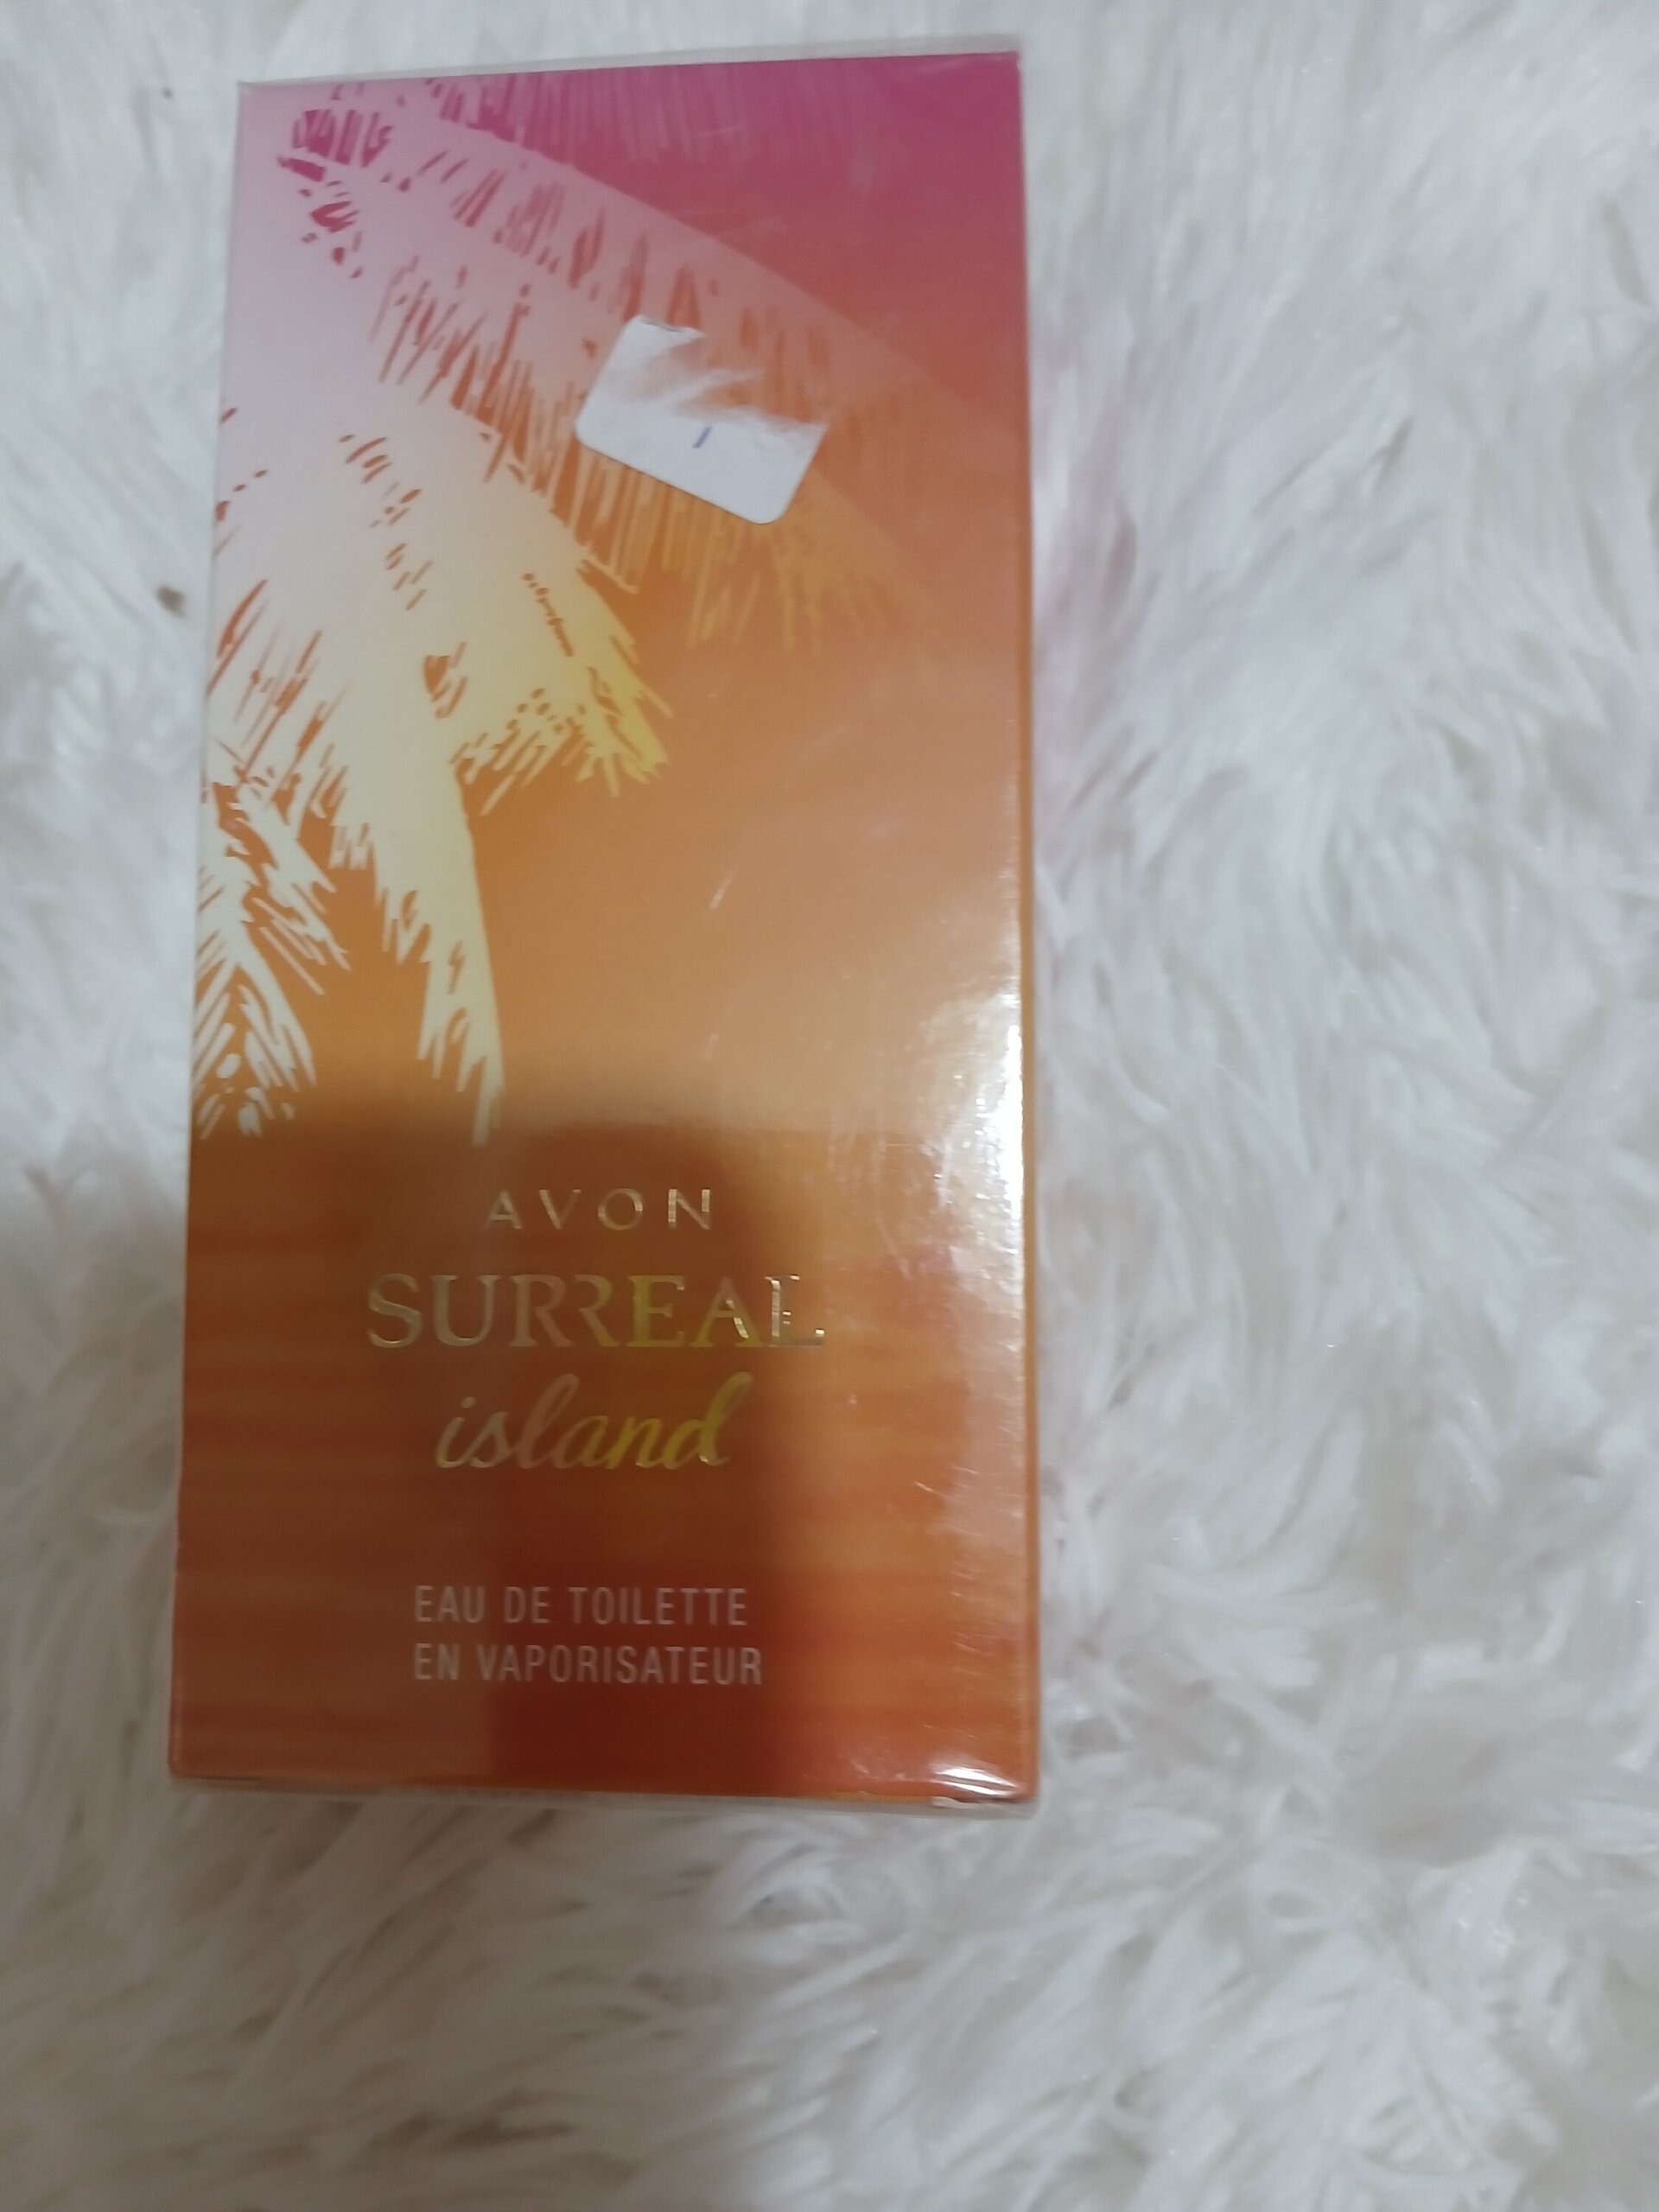 AVON
SURREAL
island
EAU DE TOILETTE
EN VAPORISATEUR